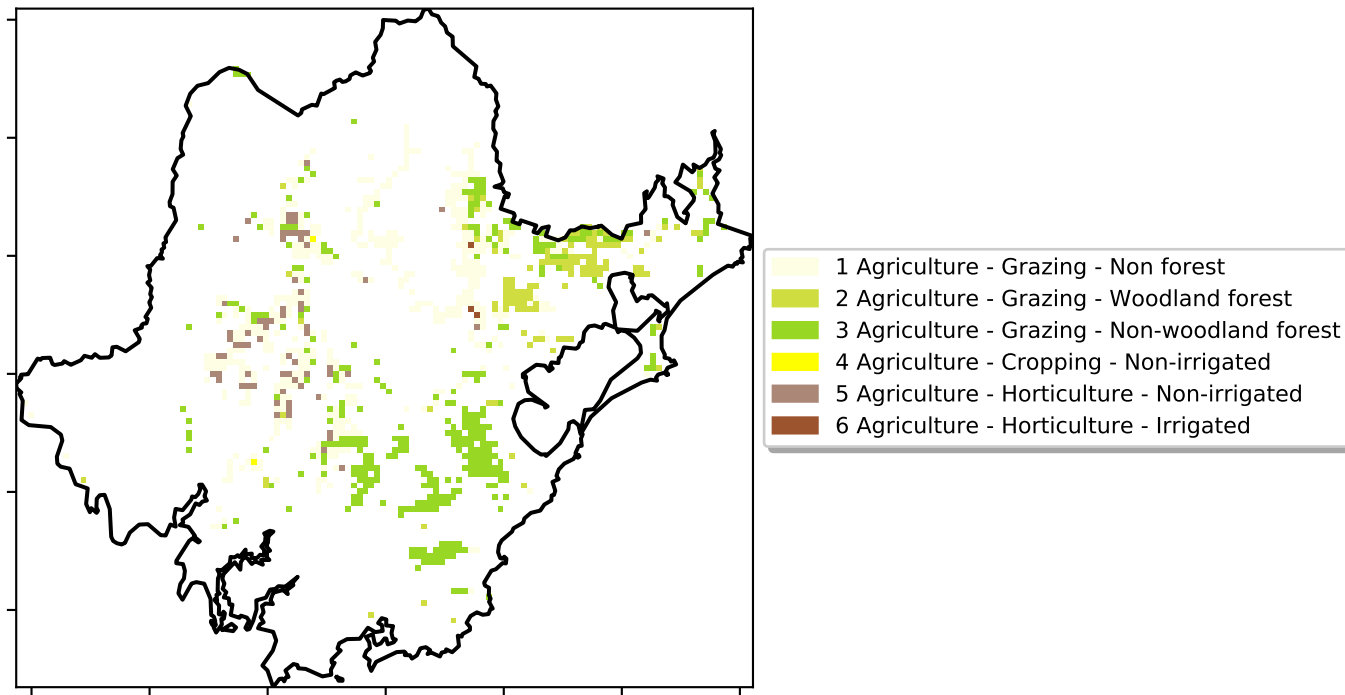 1 Agriculture - Grazing - Non forest
2 Agriculture - Grazing - Woodland forest
3 Agriculture - Grazing - Non-woodland forest
4 Agriculture - Cropping - Non-irrigated
5 Agriculture - Horticulture - Non-irrigated
6 Agriculture - Horticulture - Irrigated